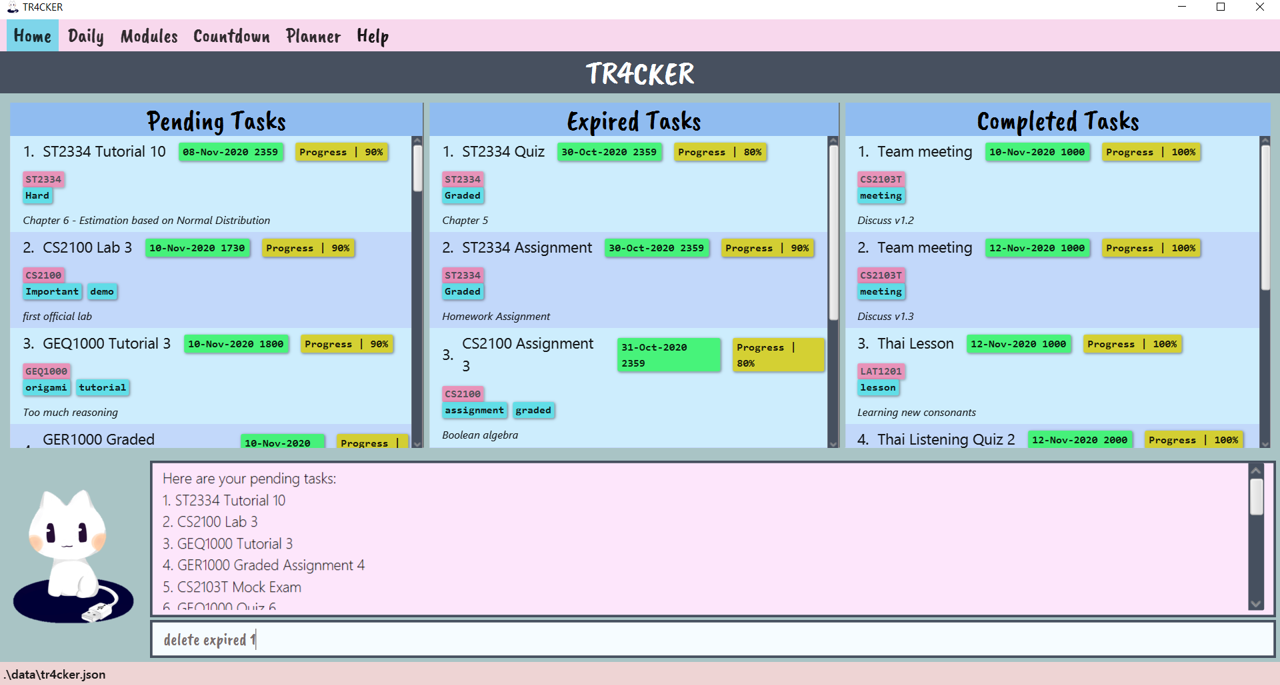 TR4CKER
Home Daily Modules Countdown Planner Help
TR4CKER
Pending Tasks
1. ST2334 Tutorial 10 08-Nov-2020 2359 Progress | 90%
ST2334
Hard
Chapter 6 - Estimation based on Normal Distribution
2. CS2100 Lab 3 10-Nov-2020 1730 Progress | 90%
CS2100
Important demo
first official lab
3. GEQ1000 Tutorial 3 10-Nov-2020 1800 Progress | 90%
GEQ1000
origami tutorial
Too much reasoning
GER1000 Graded 10-Nov-2020 Progress |
Expired Tasks
1. ST2334 Quiz 30-Oct-2020 2359 Progress | 80%
ST2334
Graded
Chapter 5
2. ST2334 Assignment 30-Oct-2020 2359 Progress | 90%
ST2334
Graded
Homework Assignment
3. CS2100 Assignment 31-Oct-2020 Progress |
3 2359 80%
CS2100
assignment graded
Boolean algebra
Completed Tasks
1. Team meeting 10-Nov-2020 1000 Progress | 100%
CS2103T
meeting
Discuss v1.2
2. Team meeting 12-Nov-2020 1000 Progress | 100%
CS2103T
meeting
Discuss v1.3
3. Thai Lesson 12-Nov-2020 1000 Progress | 100%
LAT1201
lesson
Learning new consonants
4. Thai Listening Quiz 2 12-Nov-2020 2000 Progress | 100%
Here are your pending tasks:
1. ST2334 Tutorial 10
2. CS2100 Lab 3
3. GEQ1000 Tutorial 3
4. GER1000 Graded Assignment 4
5. CS2103T Mock Exam
6. GEQ1000 Quiz 6
delete expired 1
.\data\tr4cker.json